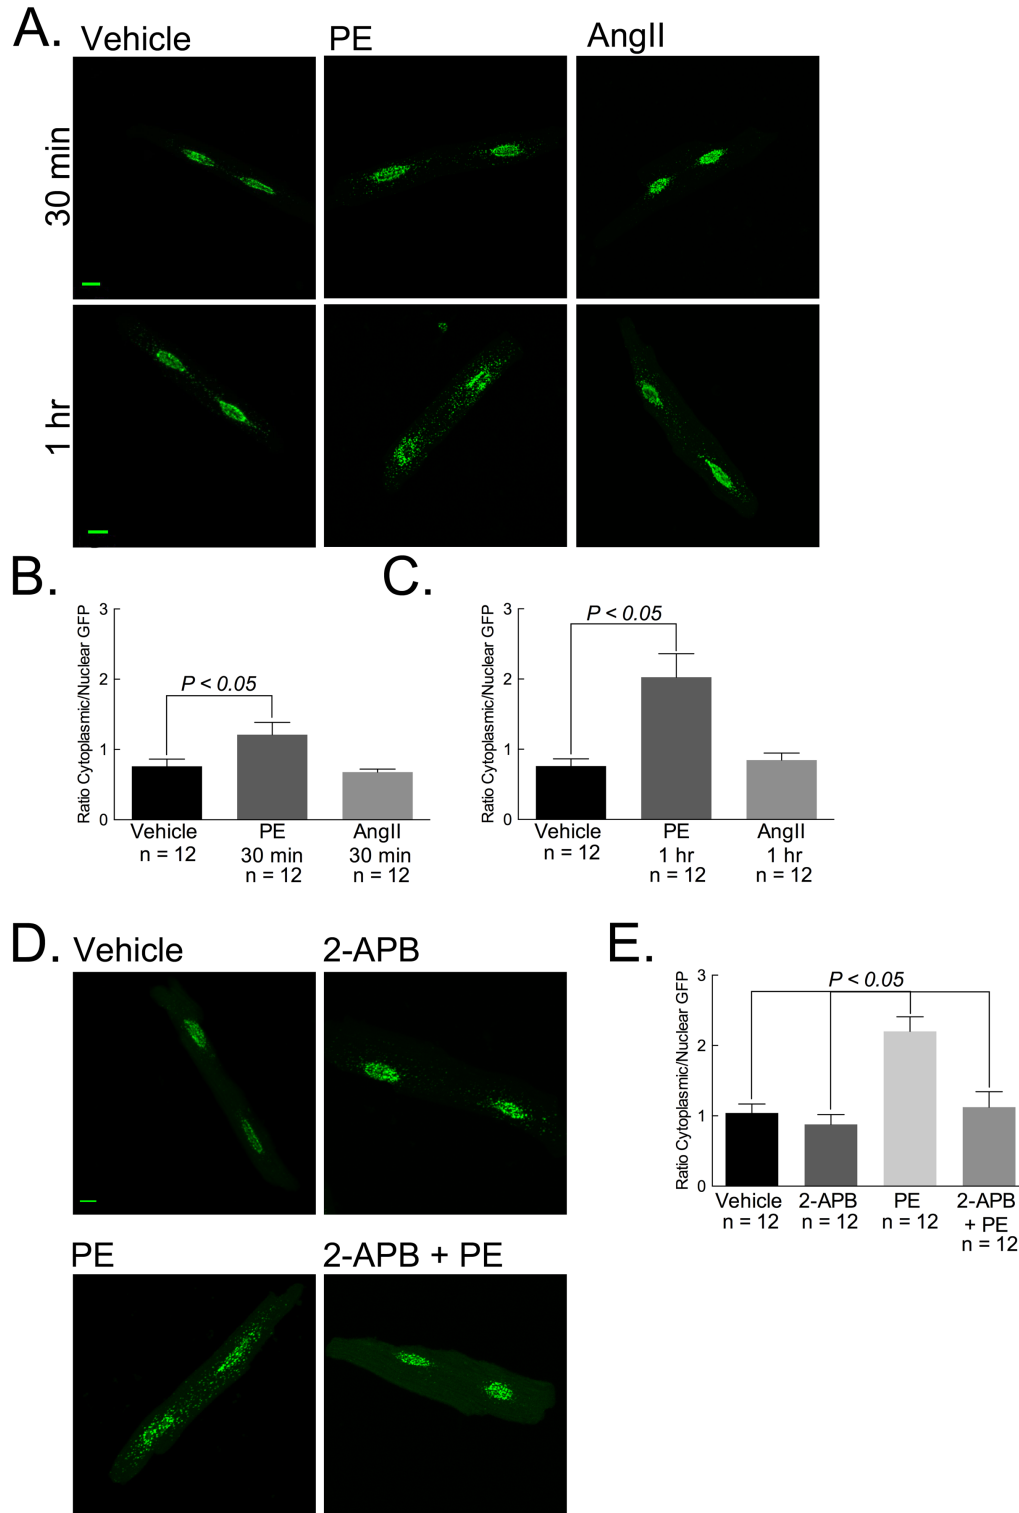 A.
Vehicle
PE
AngII
30 min
1 hr
B.
Ratio Cytoplasmic/Nuclear GFP
3
2
1
0
P < 0.05
Vehicle
n = 12
PE
30 min
n = 12
AngII
30 min
n = 12
C.
Ratio Cytoplasmic/Nuclear GFP
3
2
1
0
P < 0.05
Vehicle
n = 12
PE
1 hr
n = 12
AngII
1 hr
n = 12
D.
Vehicle
2-APB
PE
2-APB + PE
E.
Ratio Cytoplasmic/Nuclear GFP
3
2
1
0
P < 0.05
Vehicle
n = 12
2-APB
n = 12
PE
n = 12
2-APB
+ PE
n = 12